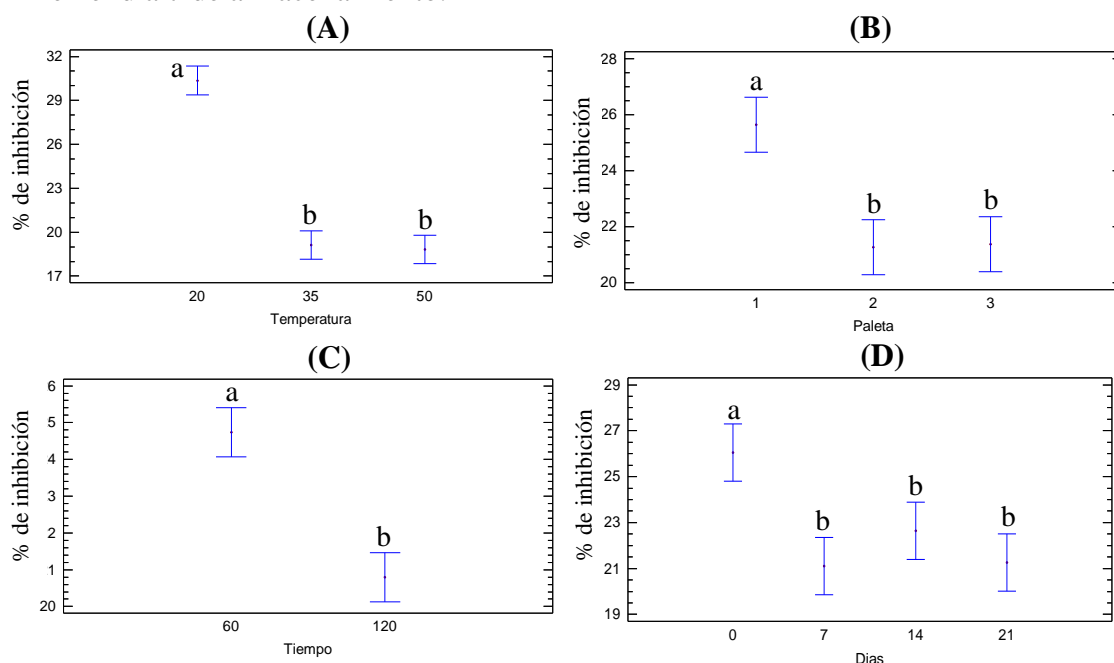 (A)
% de inhibición
32
29
26
23
20
17
a
b
b
20 35 50
Temperatura
(B)
% de inhibición
28
26
24
22
20
a
b
b
1 2 3
Paleta
(C)
% de inhibición
6
5
4
3
2
1
20
a
b
60 120
Tiempo
(D)
% de inhibición
29
27
25
23
21
19
a
b
b
b
0 7 14 21
Dias